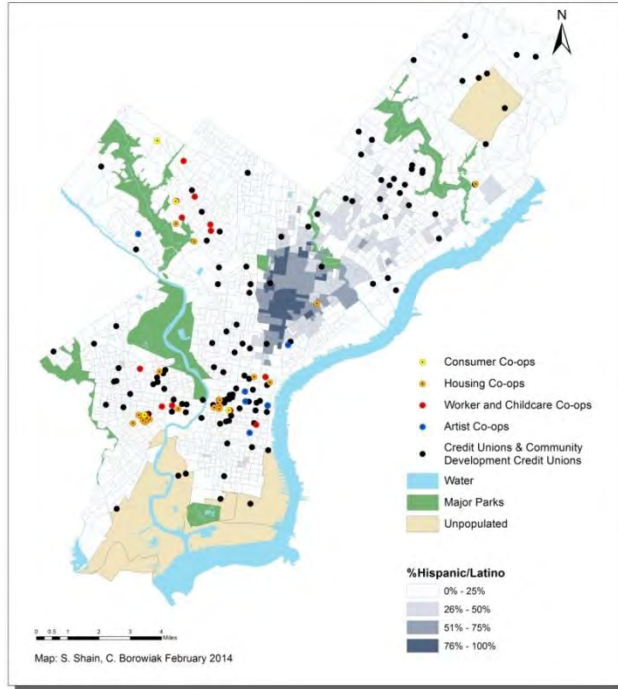 N
Consumer Co-ops
Housing Co-ops
Worker and Childcare Co-ops
Artist Co-ops
Credit Unions & Community
Development Credit Unions
Water
Major Parks
Unpopulated
%Hispanic/Latino
0% - 25%
26% - 50%
51% - 75%
76% - 100%
0 0.5 1 2 3 4
Miles
Map: S. Shain, C. Borowiak February 2014